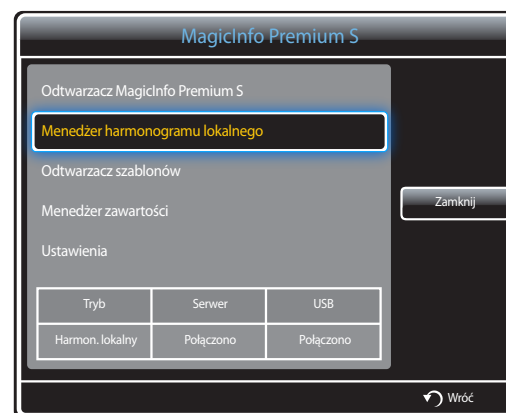 MagicInfo Premium S
Odtwarzacz MagicInfo Premium S
Menedżer harmonogramu lokalnego
Odtwarzacz szablonów
Menedżer zawartości
Ustawienia
Zamknij
Tryb Serwer USB
Harmon. lokalny Połączono Połączono
Wróć